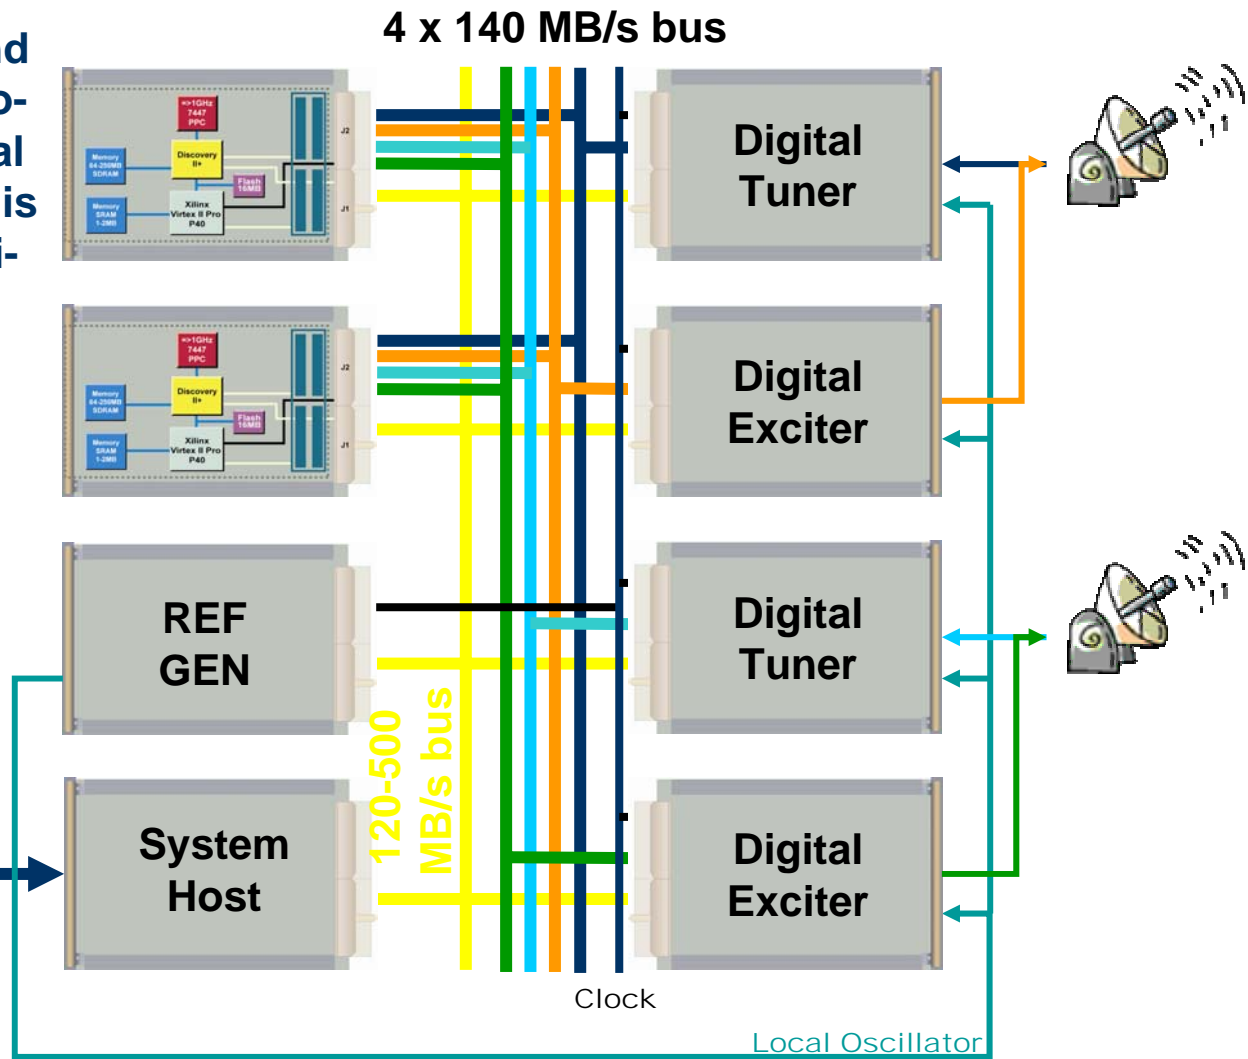 4 x 140 MB/s bus
nd
o-
al
is
i-
=>1GHz
7447
PPC
Memory
64-250MB
SDRAM
Discovery
II+
Flash
16MB
Memory
SRAM
1-2MB
Xilinx
Virtex II Pro
P40
J2
J1
Digital
Tuner
=>1GHz
7447
PPC
Memory
64-250MB
SDRAM
Discovery
II+
Flash
16MB
Memory
SRAM
1-2MB
Xilinx
Virtex II Pro
P40
J2
J1
Digital
Exciter
REF
GEN
Digital
Tuner
120-500
MB/s bus
System
Host
Digital
Exciter
Clock
Local Oscillator